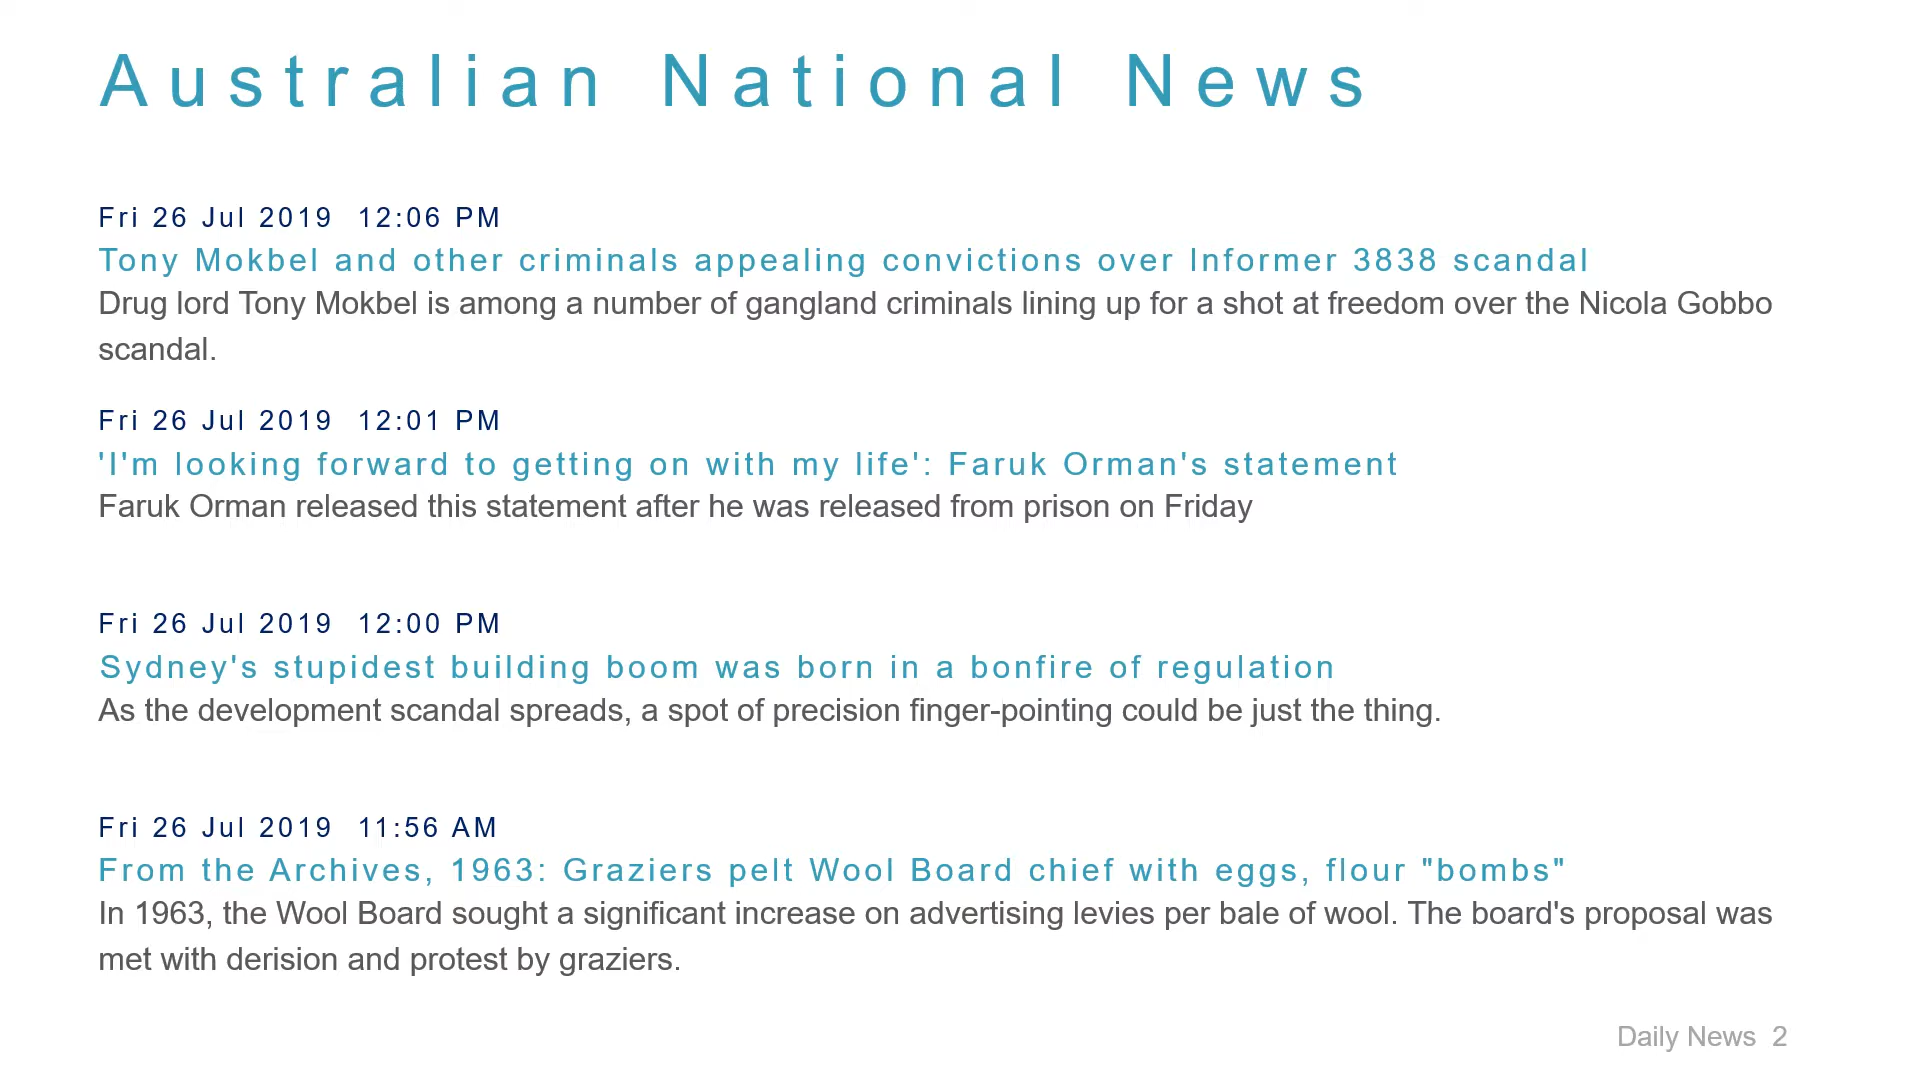 Australian National News
Fri 26 Jul 2019  12:06 PM
Tony Mokbel and other criminals appealing convictions over Informer 3838 scandal
Drug lord Tony Mokbel is among a number of gangland criminals lining up for a shot at freedom over the Nicola Gobbo
scandal.
Fri 26 Jul 2019  12:01 PM
'I'm looking forward to getting on with my life': Faruk Orman's statement
Faruk Orman released this statement after he was released from prison on Friday
Fri 26 Jul 2019  12:00 PM
Sydney's stupidest building boom was born in a bonfire of regulation
As the development scandal spreads, a spot of precision finger-pointing could be just the thing.
Fri 26 Jul 2019  11:56 AM
From the Archives, 1963: Graziers pelt Wool Board chief with eggs, flour "bombs"
In 1963, the Wool Board sought a significant increase on advertising levies per bale of wool. The board's proposal was
met with derision and protest by graziers.
Daily News  2